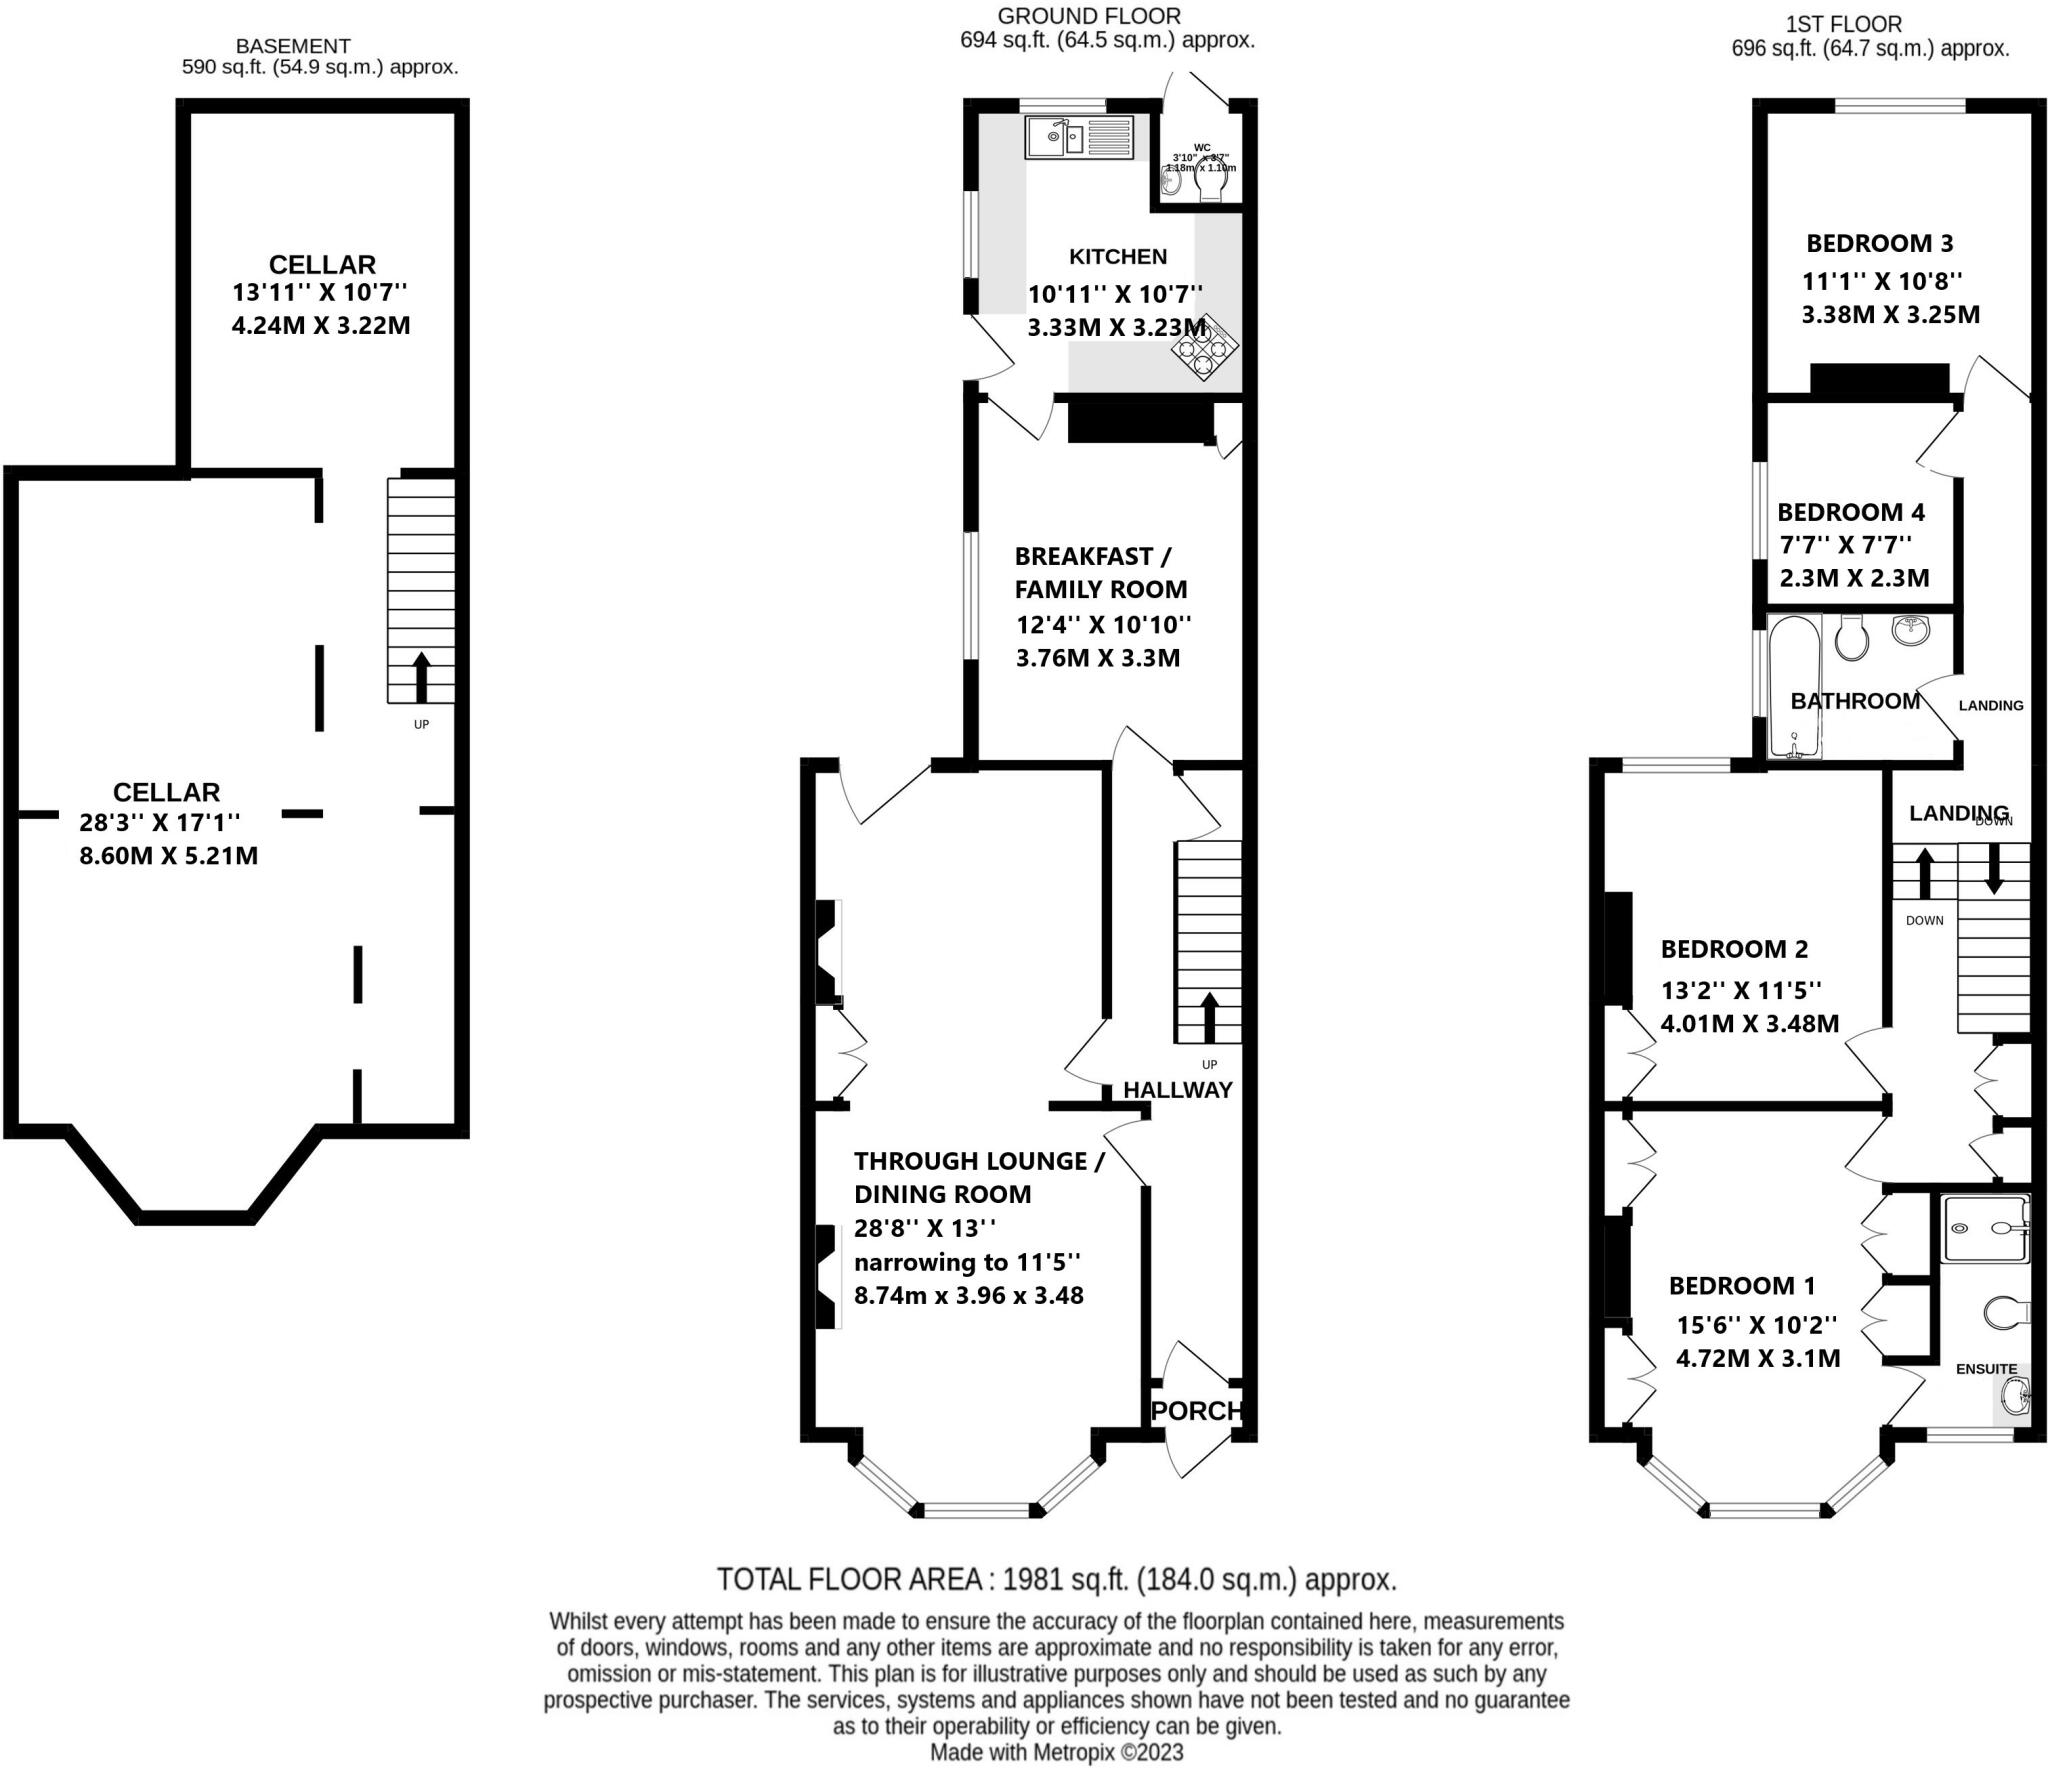 BASEMENT
590 sq.ft. (54.9 sq.m.) approx.
CELLAR
13'11'' X 10'7''
4.24M X 3.22M
UP
CELLAR
28'3'' X 17'1''
8.60M X 5.21M
GROUND FLOOR
694 sq.ft. (64.5 sq.m.) approx.
WC
3'10" x 3'7"
1.18m x 1.10m
KITCHEN
10'11'' X 10'7''
3.33M X 3.23M
BREAKFAST /
FAMILY ROOM
12'4'' X 10'10''
3.76M X 3.3M
UP
HALLWAY
THROUGH LOUNGE /
DINING ROOM
28'8'' X 13''
narrowing to 11'5''
8.74m x 3.96 x 3.48
PORCH
1ST FLOOR
696 sq.ft. (64.7 sq.m.) approx.
BEDROOM 3
11'1'' X 10'8''
3.38M X 3.25M
BEDROOM 4
7'7'' X 7'7''
2.3M X 2.3M
BATHROOM
LANDING
LANDING
DOWN
DOWN
BEDROOM 2
13'2'' X 11'5''
4.01M X 3.48M
BEDROOM 1
15'6'' X 10'2''
4.72M X 3.1M
ENSUITE
TOTAL FLOOR AREA : 1981 sq.ft. (184.0 sq.m.) approx.
Whilst every attempt has been made to ensure the accuracy of the floorplan contained here, measurements
of doors, windows, rooms and any other items are approximate and no responsibility is taken for any error,
omission or mis-statement. This plan is for illustrative purposes only and should be used as such by any
prospective purchaser. The services, systems and appliances shown have not been tested and no guarantee
as to their operability or efficiency can be given.
Made with Metropix ©2023